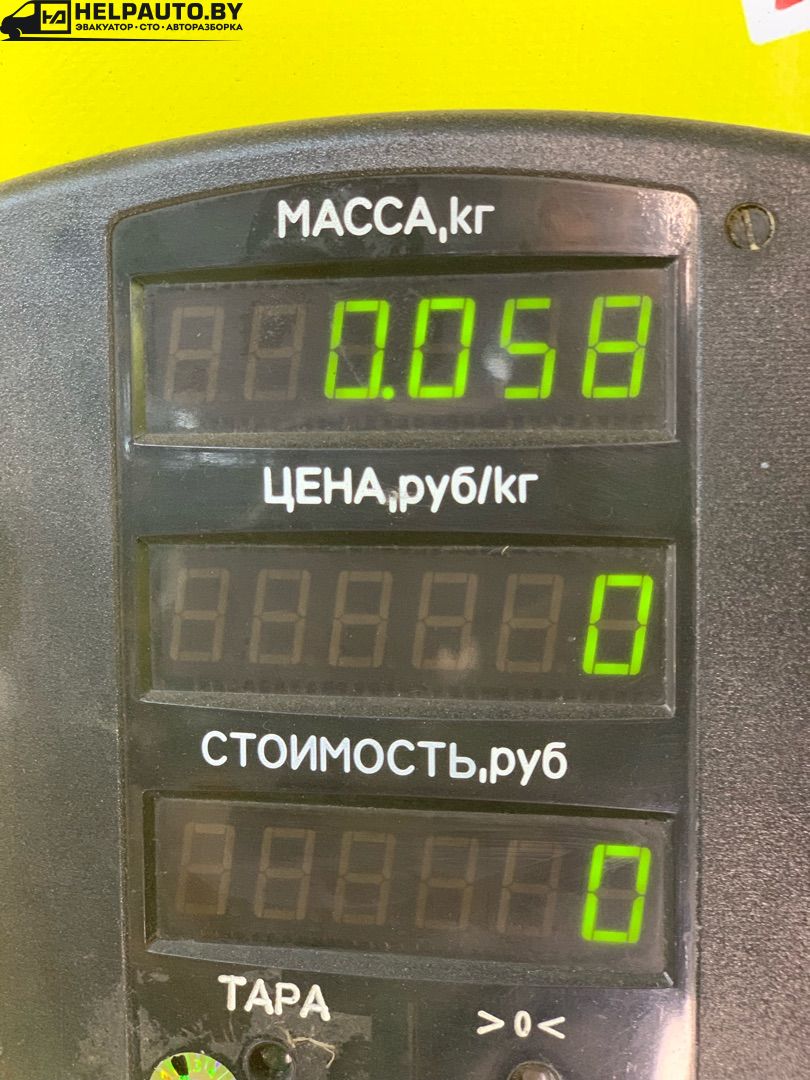 HELPAUTO.BY
ЭВАКУАТОР•СТО•АВТОРАЗБОРКА
МАССА,кг
0.058
ЦЕНА,руб/кг
0
СТОИМОСТЬ,руб
0
ТАРА
>0<